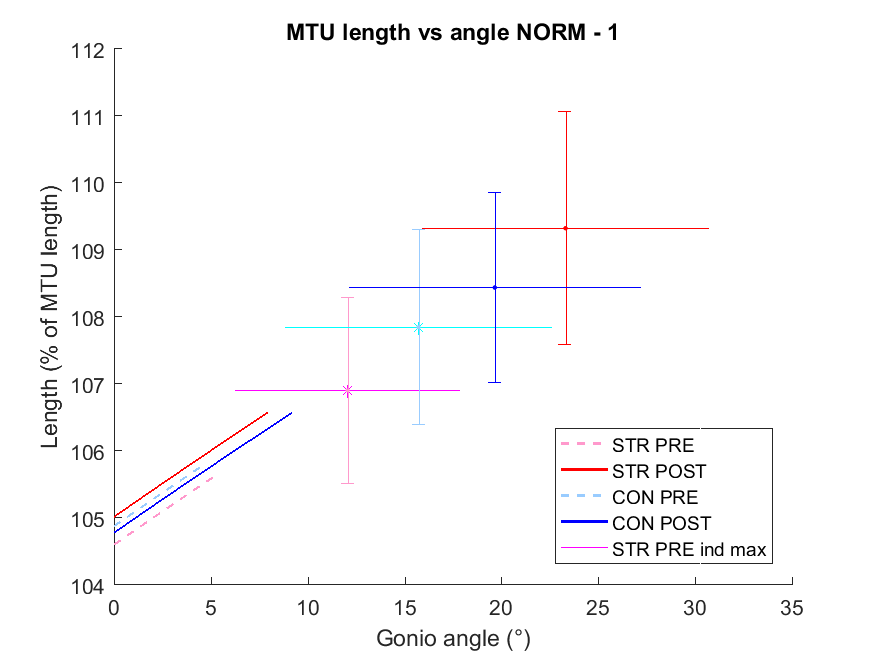 MTU length vs angle NORM - 1
112
111
110
109
108
107
106
105
104
Length (% of MTU length)
0 5 10 15 20 25 30 35
Gonio angle (°)
STR PRE
STR POST
CON PRE
CON POST
STR PRE ind max